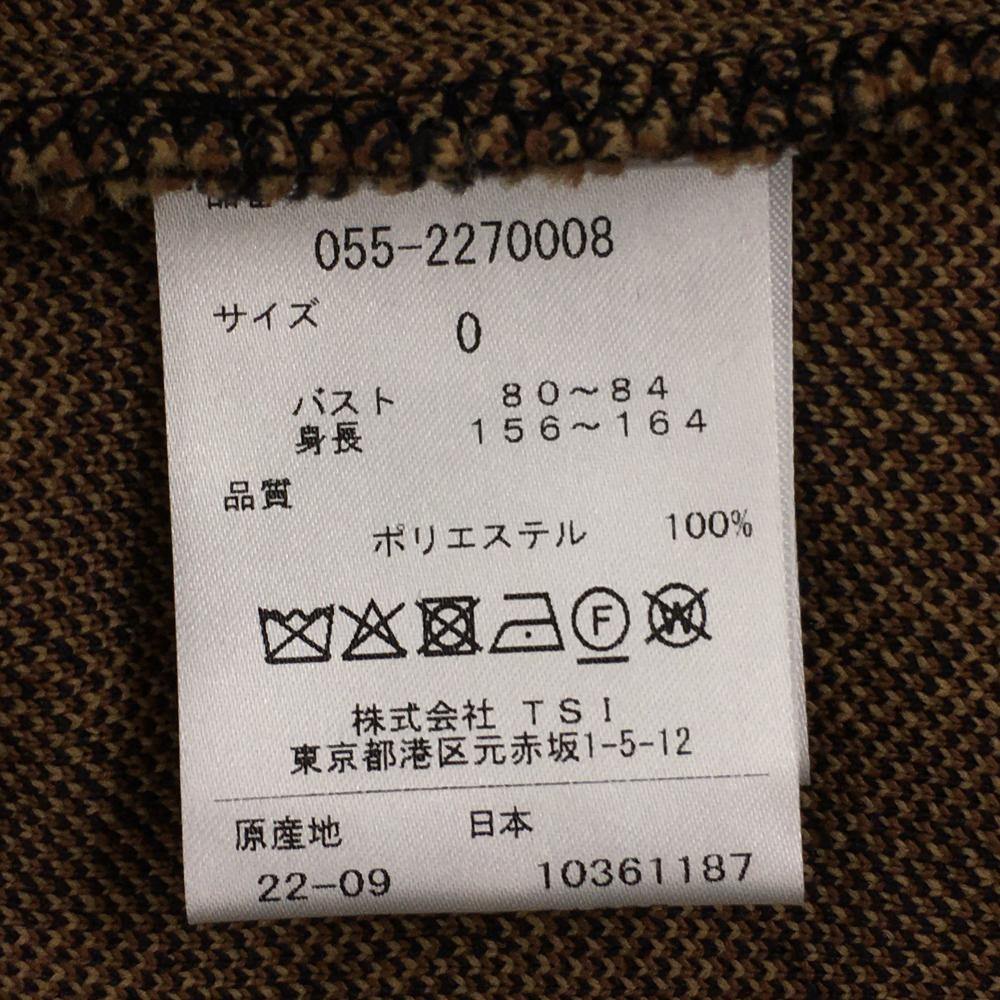 055-2270008
サイズ 0
バスト 80～84
身長 156～164
品質
ポリエステル 100%
F W
株式会社 TSI
東京都港区元赤坂1-5-12
原産地 日本
22-09 10361187